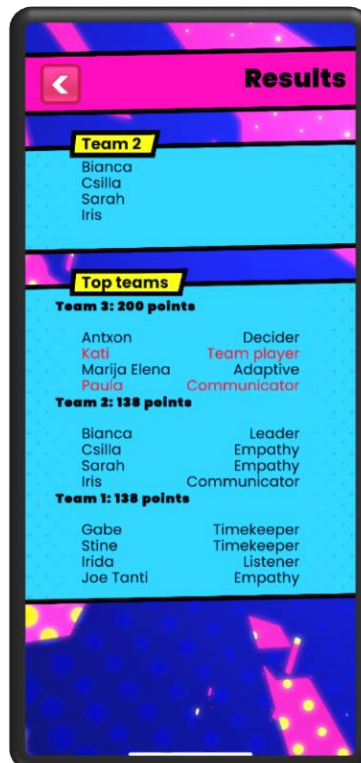 Results
Team 2
Bianca
Csilla
Sarah
Iris
Top teams
Team 3: 200 points
Antxon Decider
Kati Team player
Marija Elena Adaptive
Paula Communicator
Team 2: 138 points
Bianca Leader
Csilla Empathy
Sarah Empathy
Iris Communicator
Team 1: 138 points
Gabe Timekeeper
Stine Timekeeper
Irida Listener
Joe Tanti Empathy